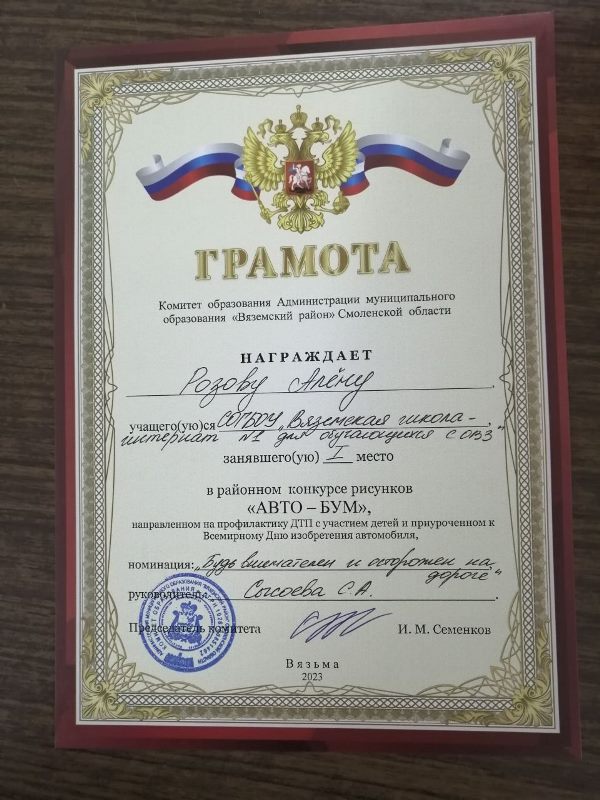 ГРАМОТА
Комитет образования Администрации муниципального
образования «Вяземский район» Смоленской области
НАГРАЖДАЕТ
Розову Алёну
учащего(ую)ся СОГБОУ „Вяземская школа-
интернат №1 для обучающихся с ОВЗ"
занявшего(ую) I место
в районном конкурсе рисунков
«АВТО – БУМ»,
направленном на профилактику ДТП с участием детей и приуроченном к
Всемирному Дню изобретения автомобиля,
номинация: „Будь внимателен и осторожен на
дороге"
руководитель: Сысоева С.А.
Председатель комитета И. М. Семенков
Вязьма
2023